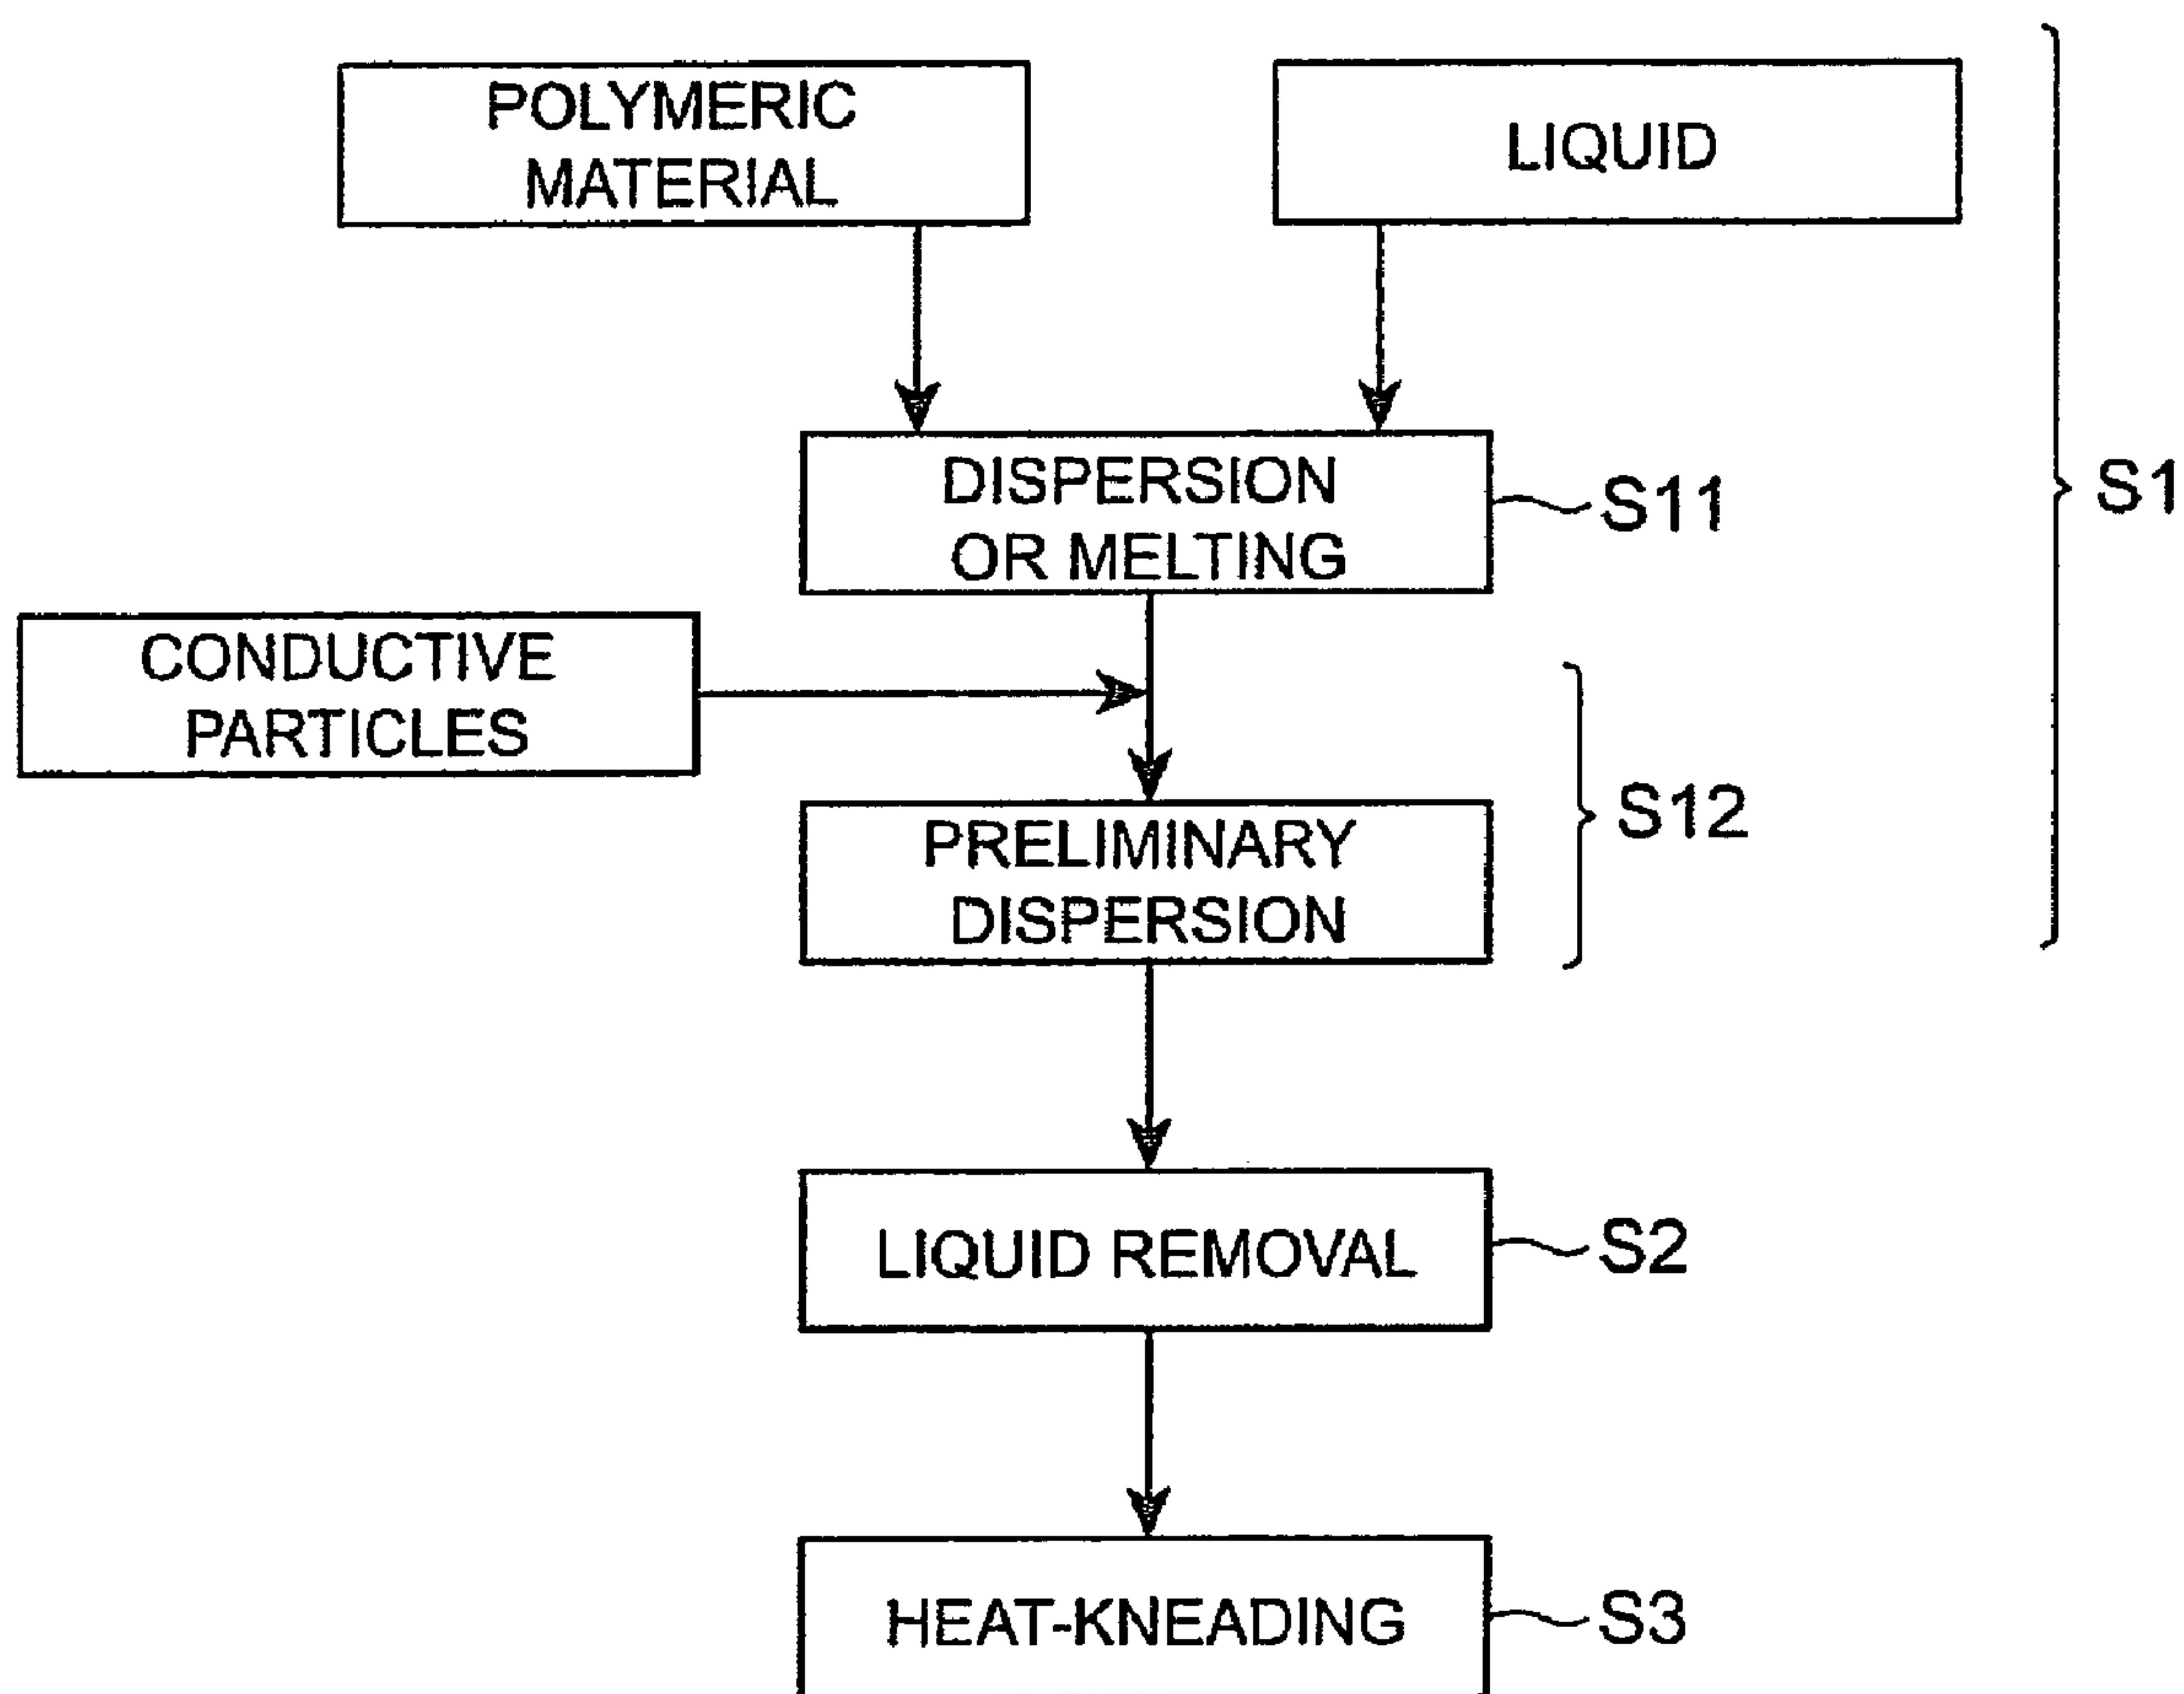 POLYMERIC
MATERIAL
LIQUID
S1
DISPERSION
OR MELTING
S11
CONDUCTIVE
PARTICLES
S12
PRELIMINARY
DISPERSION
LIQUID REMOVAL
S2
HEAT-KNEADING
S3